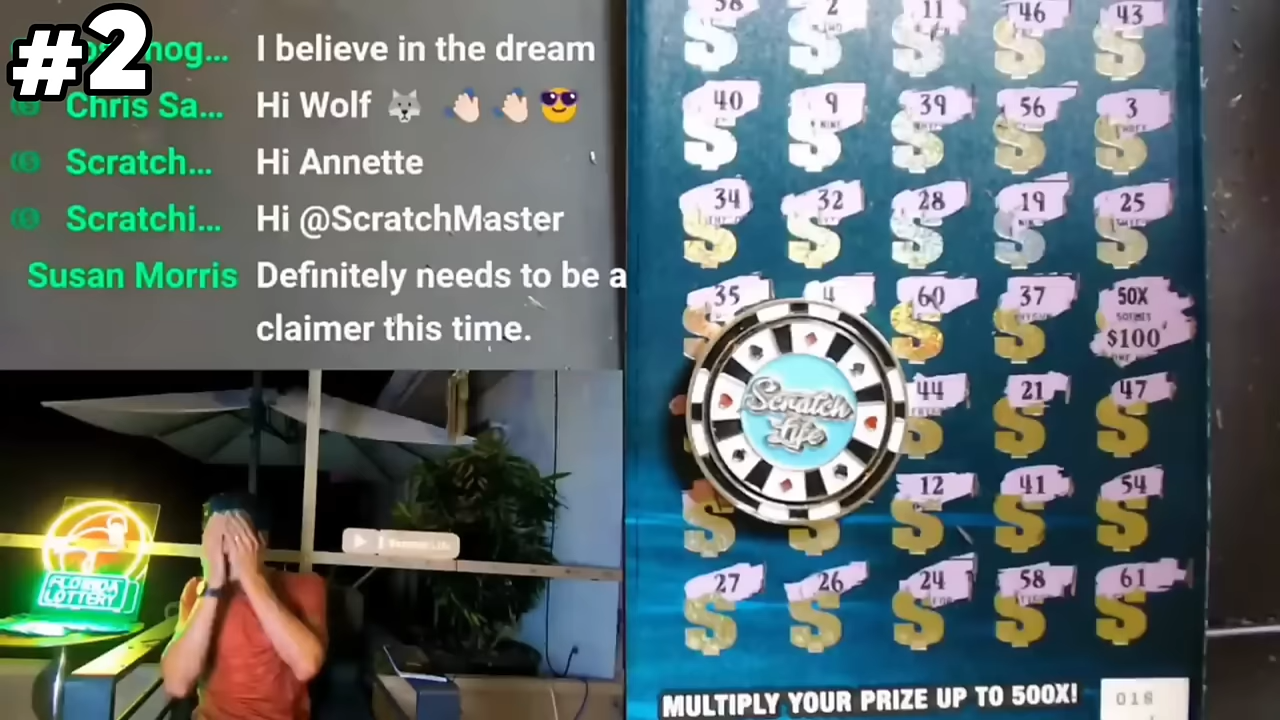 #2
I believe in the dream
Chris Sa... Hi Wolf 🐺 👏🏻 👏🏻 😎
Scratch... Hi Annette
Scratchi... Hi @ScratchMaster
Susan Morris Definitely needs to be a
claimer this time.
FLORIDA
LOTTERY
38 2 11 46 43
40 9 39 56 3
NINE
34 32 28 19 25
35 4 60 37 50X
$100
Scratch
Life
44 21 47
12 41 54
27 26 24 58 61
MULTIPLY YOUR PRIZE UP TO 500X!
018